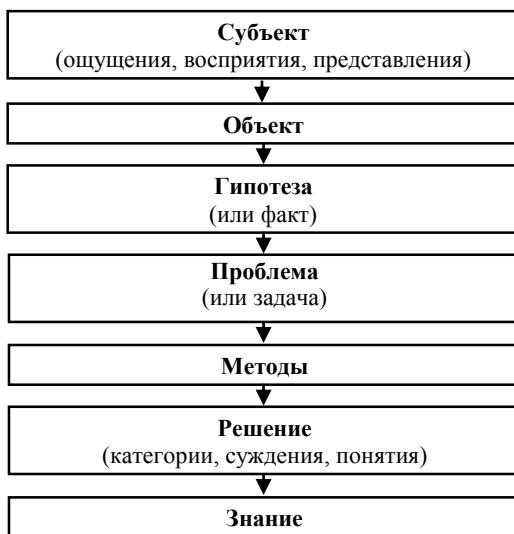 Субъект
(ощущения, восприятия, представления)
Объект
Гипотеза
(или факт)
Проблема
(или задача)
Методы
Решение
(категории, суждения, понятия)
Знание